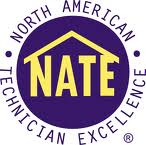 NORTH AMERICAN
NATE
TECHNICIAN EXCELLENCE
®